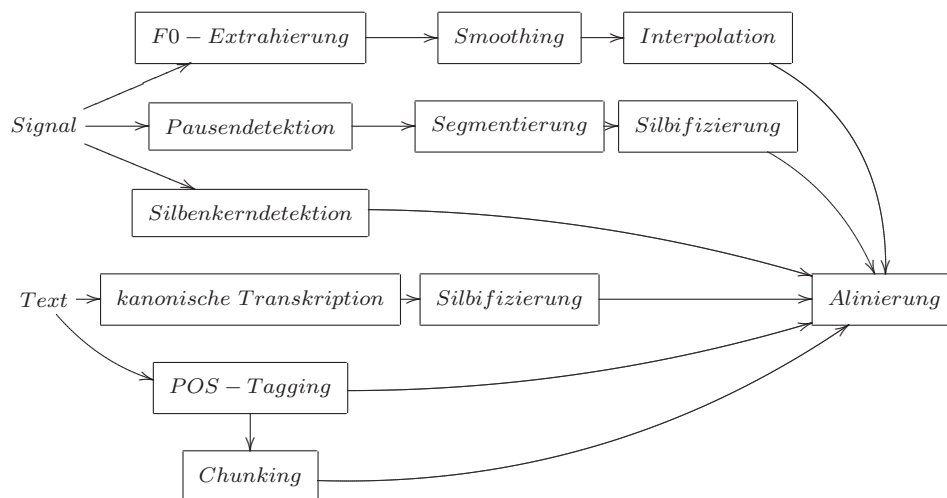 F0 − Extrahierung
Smoothing
Interpolation
Signal
Pausendetektion
Segmentierung
Silbifizierung
Silbenkerndetektion
Text
kanonische Transkription
Silbifizierung
Alinierung
POS − Tagging
Chunking